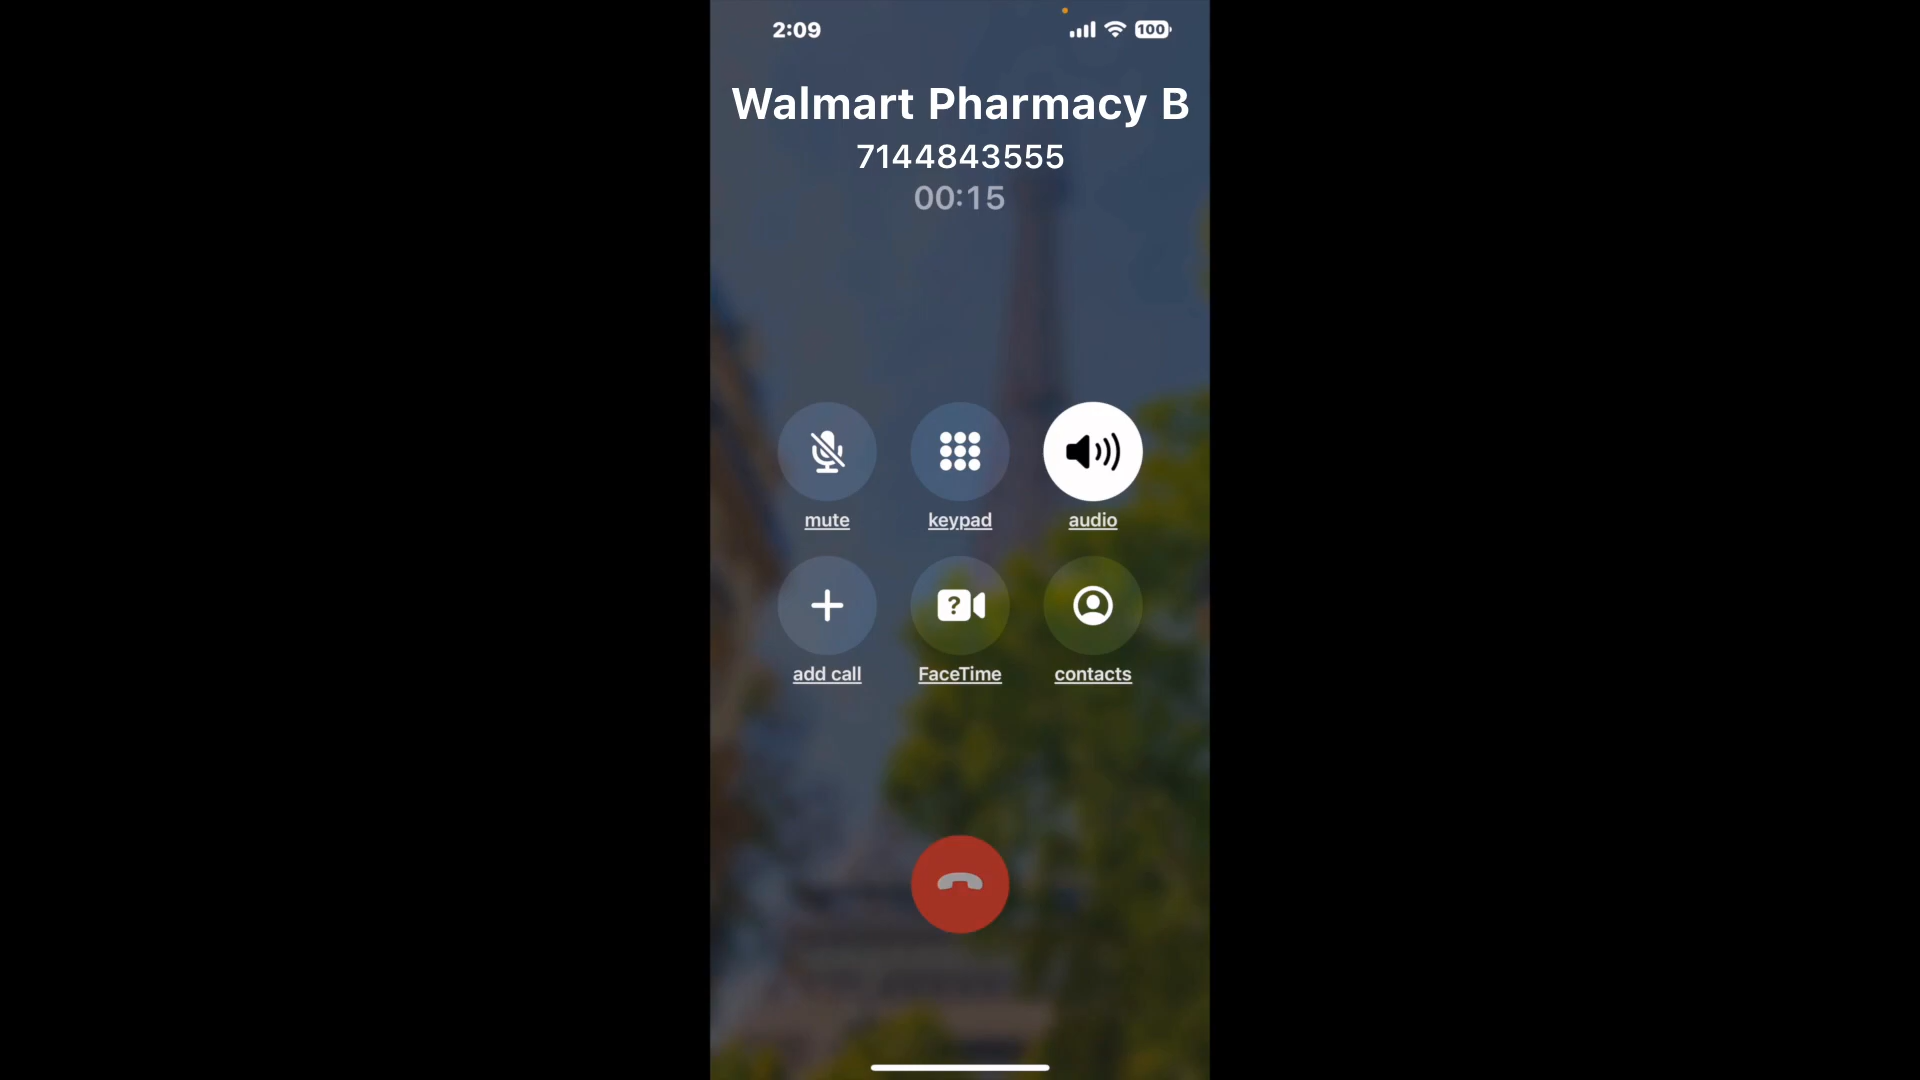 2:09
100
Walmart Pharmacy B
7144843555
00:15
mute
keypad
audio
?
add call
FaceTime
contacts